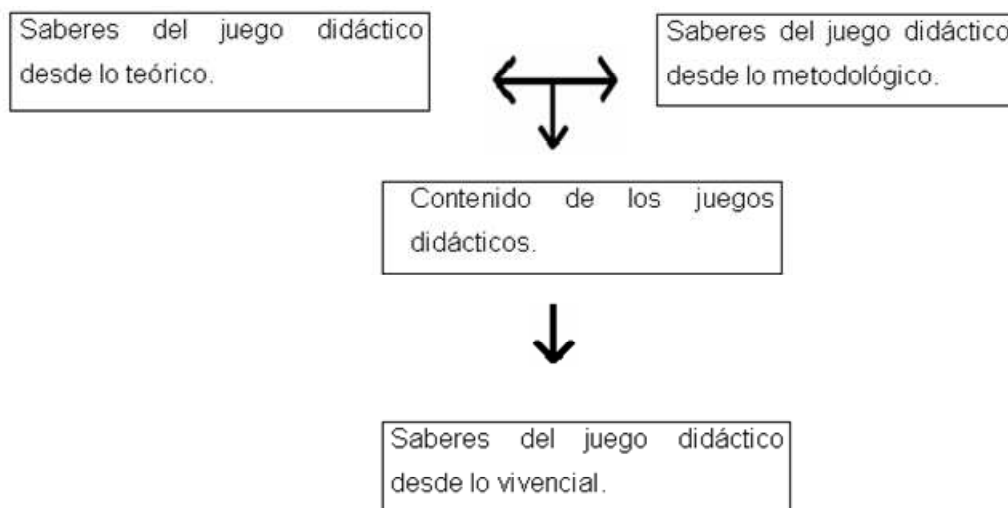 Saberes del juego didáctico
desde lo teórico.
Saberes del juego didáctico
desde lo metodológico.
Contenido de los juegos
didácticos.
Saberes del juego didáctico
desde lo vivencial.